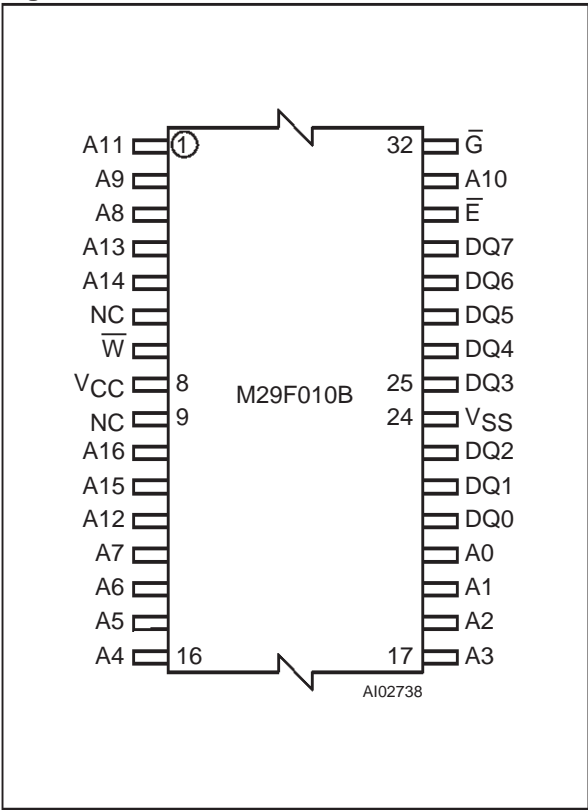 A11 1 32 G̅
A9 A10
A8 E̅
A13 DQ7
A14 DQ6
NC DQ5
W̅ DQ4
VCC 8 M29F010B 25 DQ3
NC 9 24 VSS
A16 DQ2
A15 DQ1
A12 DQ0
A7 A0
A6 A1
A5 A2
A4 16 17 A3
AI02738